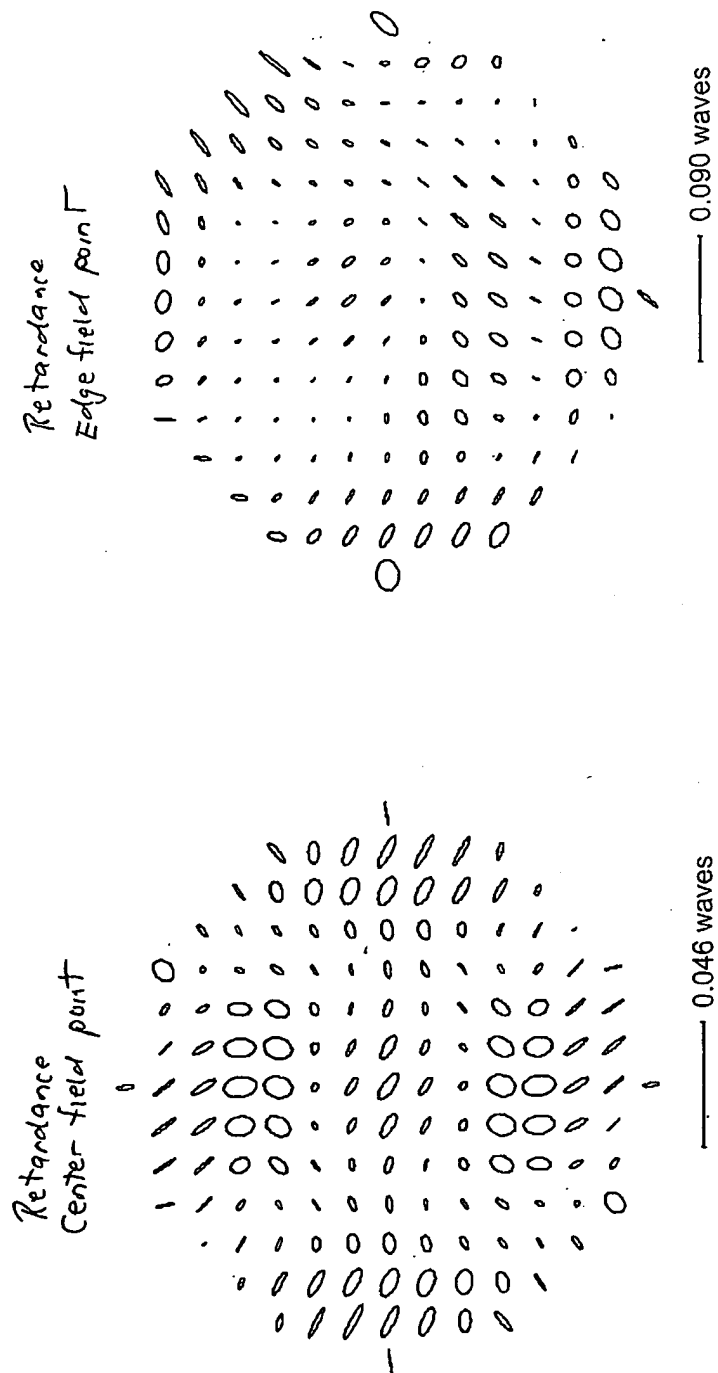 Retardance
Edge field point
0.090 waves
Retardance
Center field point
0.046 waves